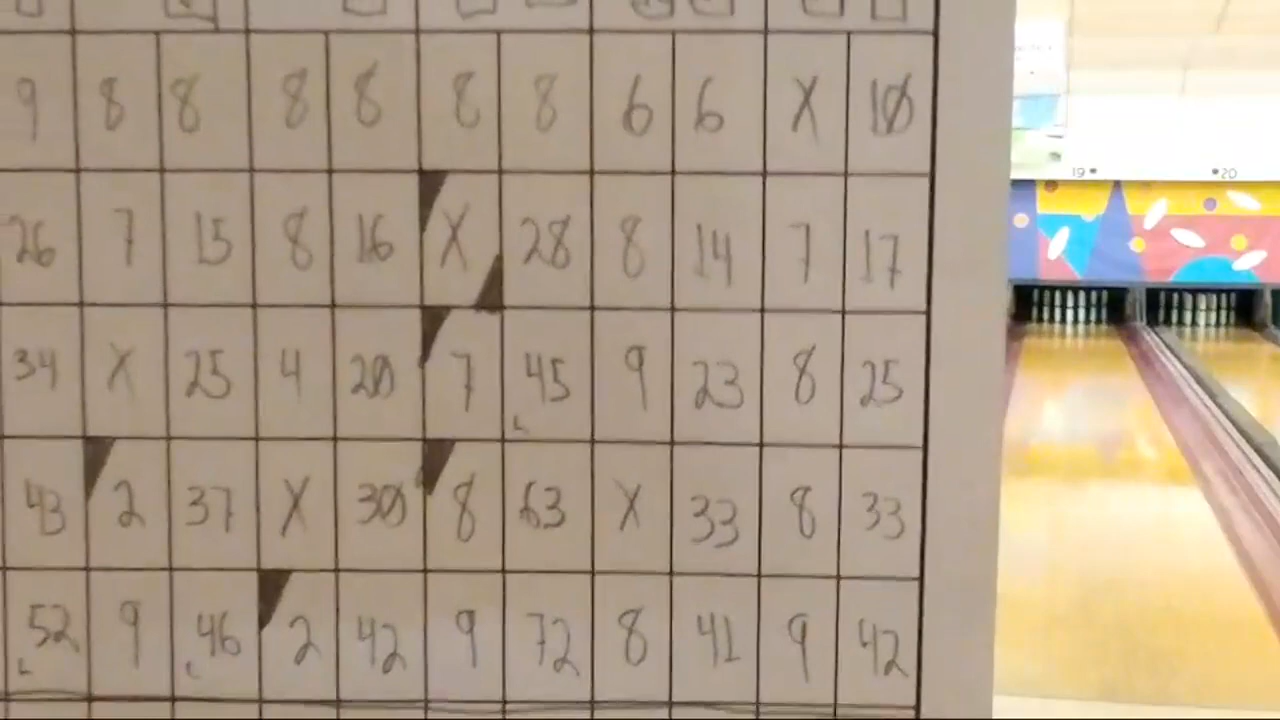 9 8 8 8 8 8 8 6 6 X 10
26 7 15 8 16 X 28 8 14 7 17
34 X 25 4 20 7 45 9 23 8 25
43 2 37 X 30 8 63 X 33 8 33
52 9 46 2 42 9 72 8 41 9 42
19 20